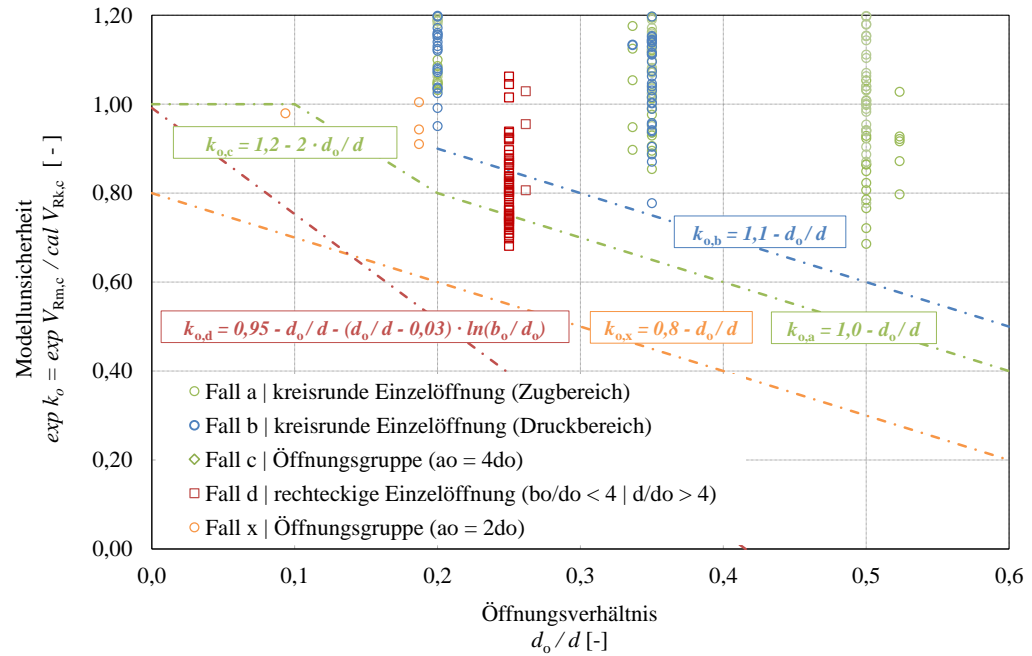 1,20
1,00
0,80
0,60
0,40
0,20
0,00
Modellunsicherheit
exp k_o = exp V_Rm,c / cal V_Rk,c [ - ]
k_o,c = 1,2 - 2 · d_o / d
k_o,b = 1,1 - d_o / d
k_o,d = 0,95 - d_o / d - (d_o / d - 0,03) · ln(b_o / d_o)
k_o,x = 0,8 - d_o / d
k_o,a = 1,0 - d_o / d
Fall a | kreisrunde Einzelöffnung (Zugbereich)
Fall b | kreisrunde Einzelöffnung (Druckbereich)
Fall c | Öffnungsgruppe (ao = 4do)
Fall d | rechteckige Einzelöffnung (bo/do < 4 | d/do > 4)
Fall x | Öffnungsgruppe (ao = 2do)
0,0 0,1 0,2 0,3 0,4 0,5 0,6
Öffnungsverhältnis
d_o / d [-]